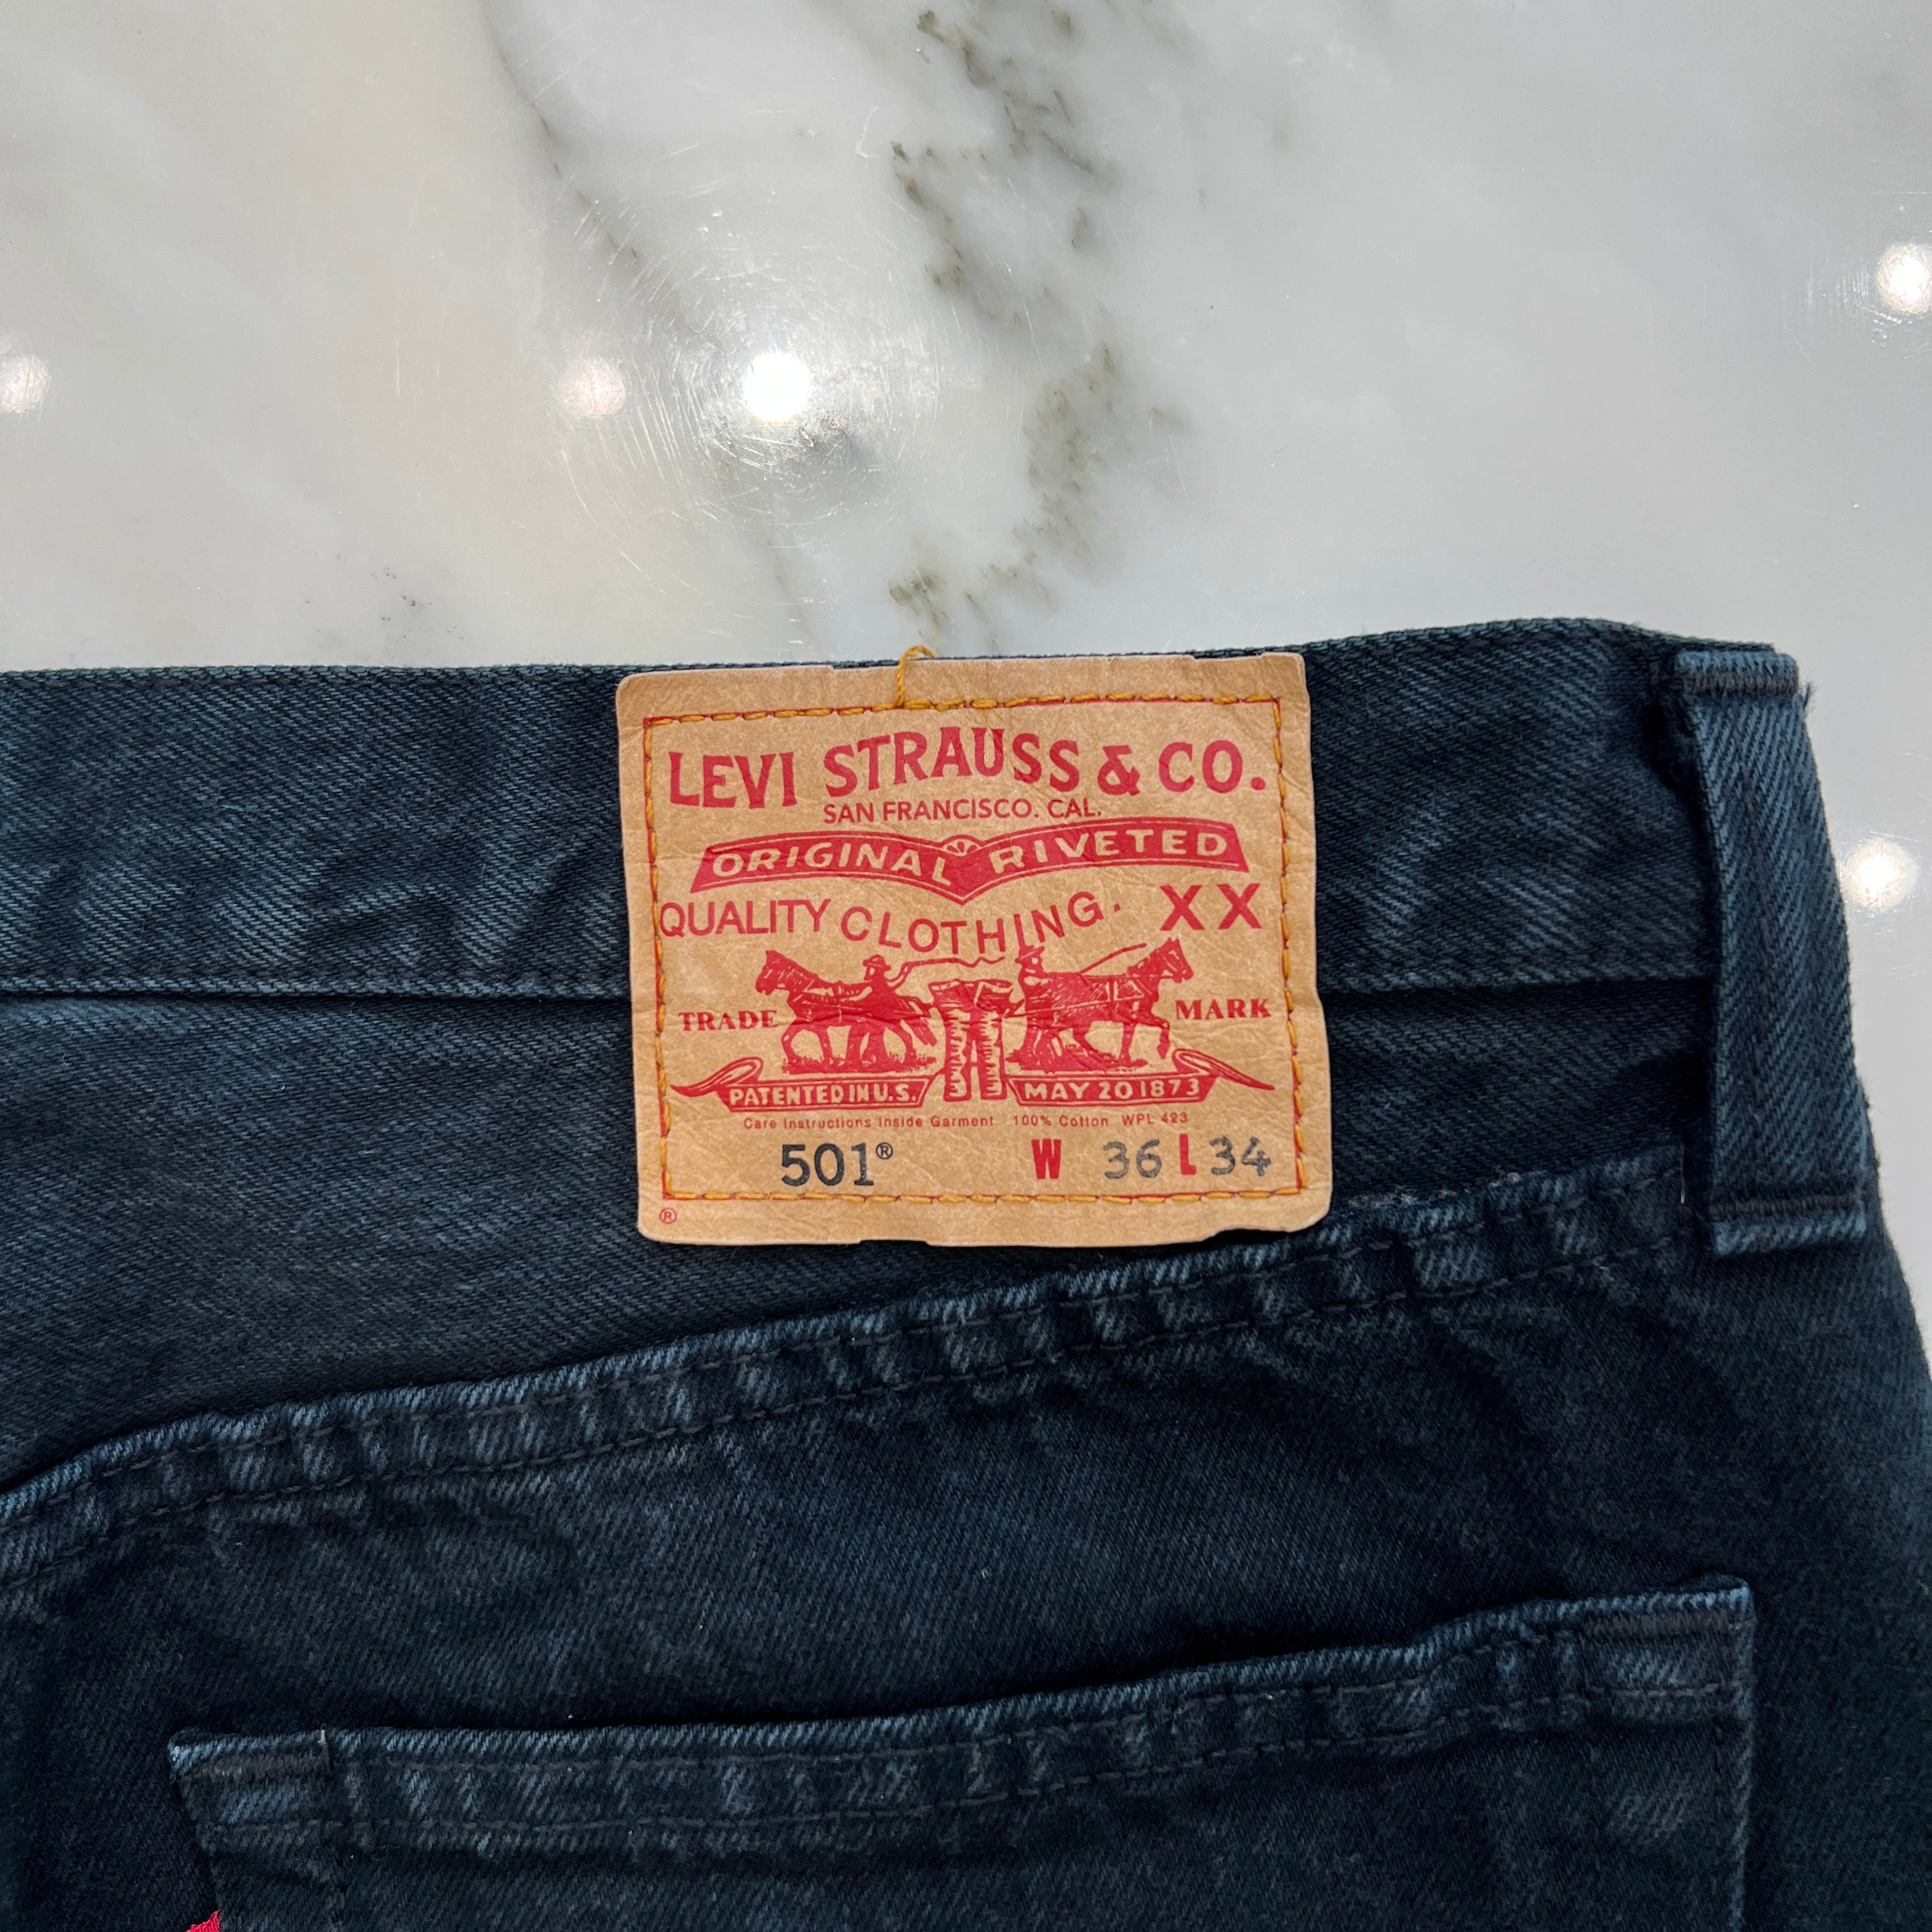 LEVI STRAUSS & CO.
SAN FRANCISCO. CAL.
ORIGINAL RIVETED
QUALITY CLOTHING. XX
TRADE MARK
PATENTED IN U.S. MAY 20 1873
Care Instructions Inside Garment 100% Cotton WPL 423
501® W 36 L 34
®